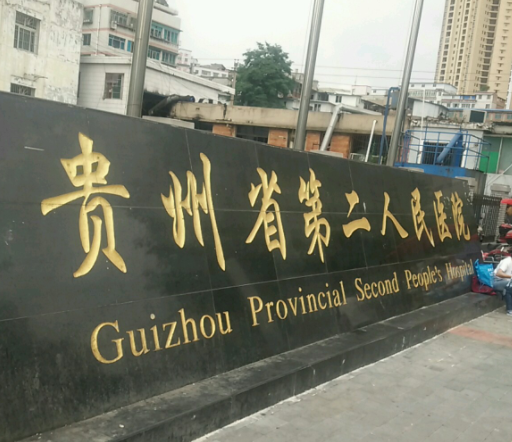 贵州省第二人民医院
Guizhou Provincial Second People's Hospital